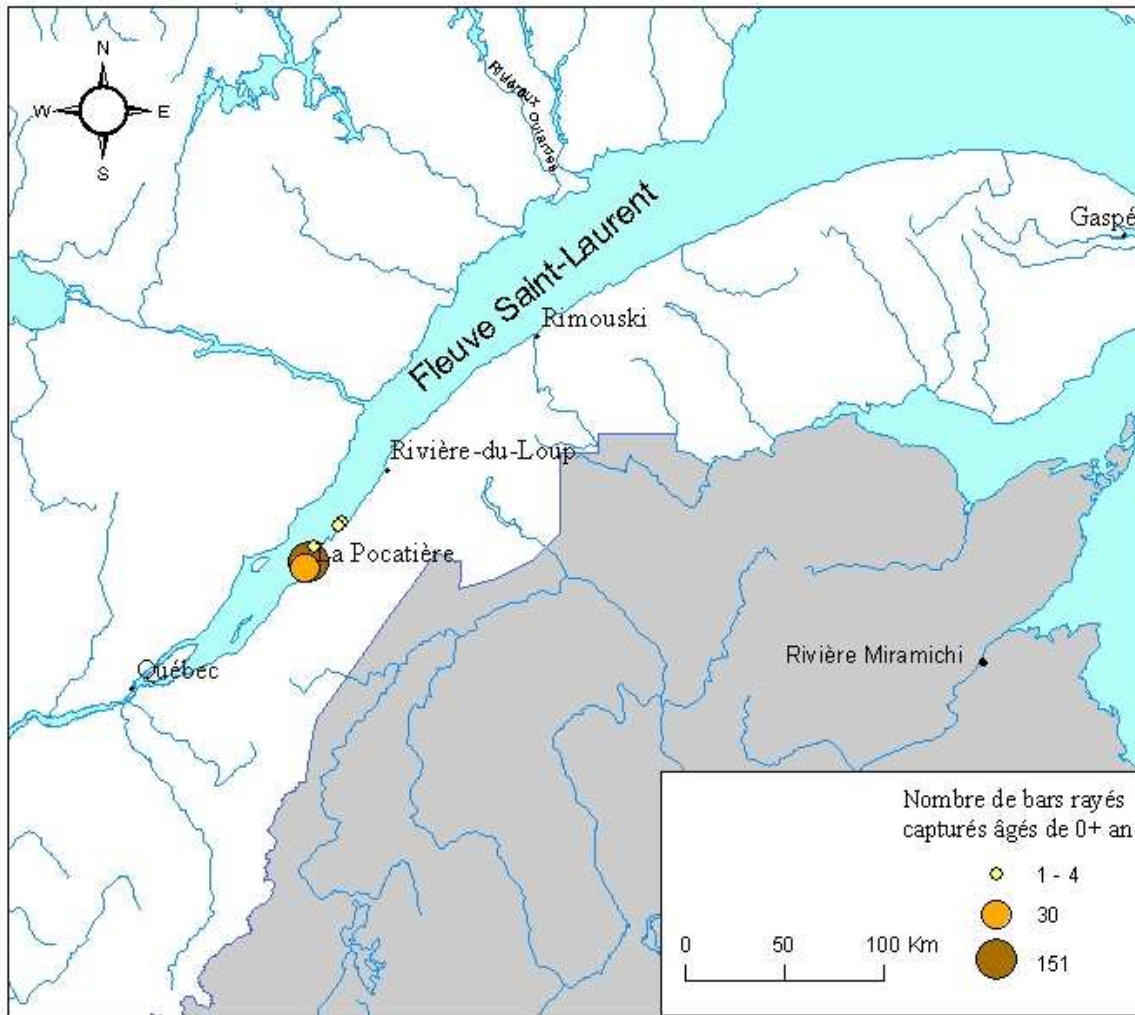 N
W E
S
Rivière aux Outardes
Gaspé
Fleuve Saint-Laurent
Rimouski
Rivière-du-Loup
La Pocatière
Québec
Rivière Miramichi
Nombre de bars rayés
capturés âgés de 0+ an
1 - 4
30
151
0 50 100 Km